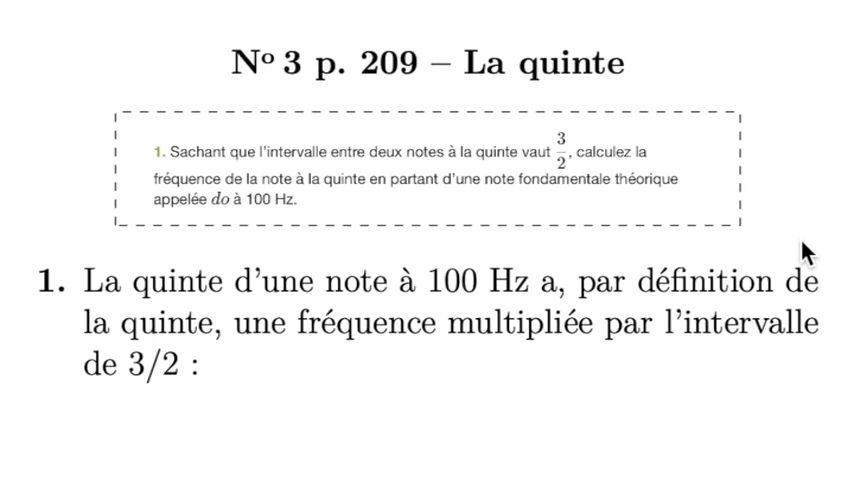 Nº 3 p. 209 – La quinte
1. Sachant que l'intervalle entre deux notes à la quinte vaut 3/2, calculez la
fréquence de la note à la quinte en partant d'une note fondamentale théorique
appelée do à 100 Hz.
1. La quinte d'une note à 100 Hz a, par définition de
la quinte, une fréquence multipliée par l'intervalle
de 3/2 :